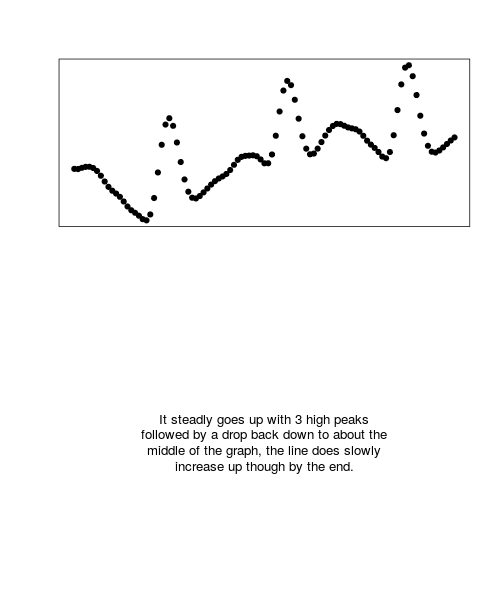 It steadly goes up with 3 high peaks
followed by a drop back down to about the
middle of the graph, the line does slowly
increase up though by the end.